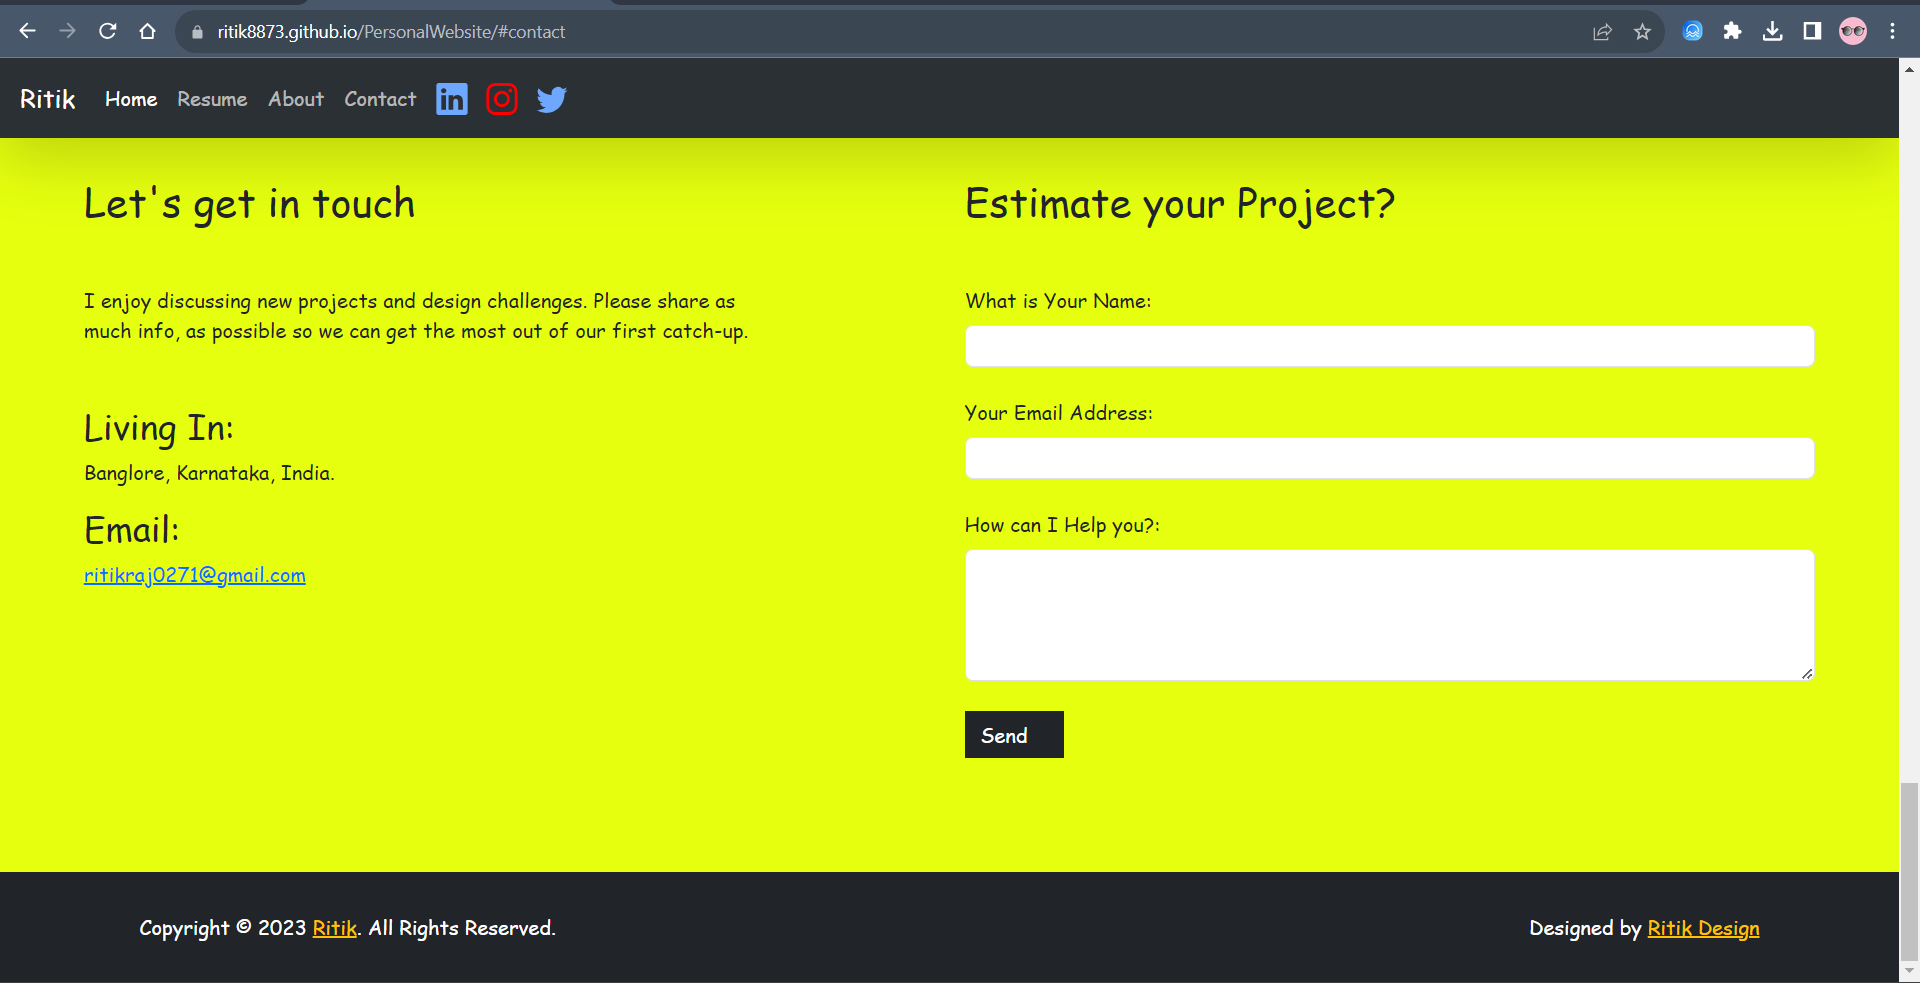 ritik8873.github.io/PersonalWebsite/#contact
Ritik Home Resume About Contact
Let's get in touch
I enjoy discussing new projects and design challenges. Please share as
much info, as possible so we can get the most out of our first catch-up.
Living In:
Banglore, Karnataka, India.
Email:
ritikraj0271@gmail.com
Estimate your Project?
What is Your Name:
Your Email Address:
How can I Help you?:
Send
Copyright © 2023 Ritik. All Rights Reserved.
Designed by Ritik Design